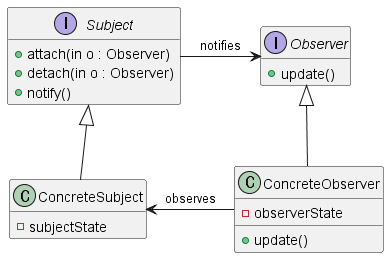 I Subject
attach(in o : Observer)
detach(in o : Observer)
notify()
notifies
I Observer
update()
C ConcreteSubject
subjectState
observes
C ConcreteObserver
observerState
update()